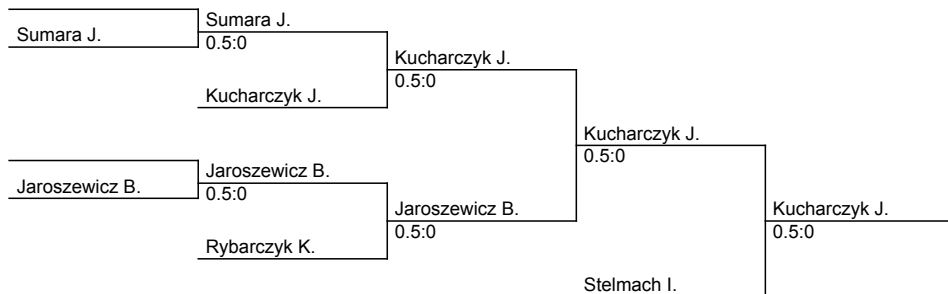 Sumara J.
Sumara J.
0.5:0
Kucharczyk J.
Kucharczyk J.
0.5:0
Jaroszewicz B.
Jaroszewicz B.
0.5:0
Rybarczyk K.
Jaroszewicz B.
0.5:0
Kucharczyk J.
0.5:0
Stelmach I.
Kucharczyk J.
0.5:0